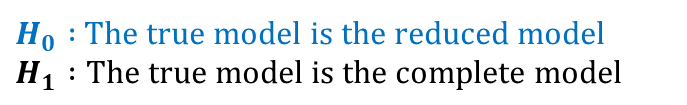 H₀ : The true model is the reduced model
H₁ : The true model is the complete model